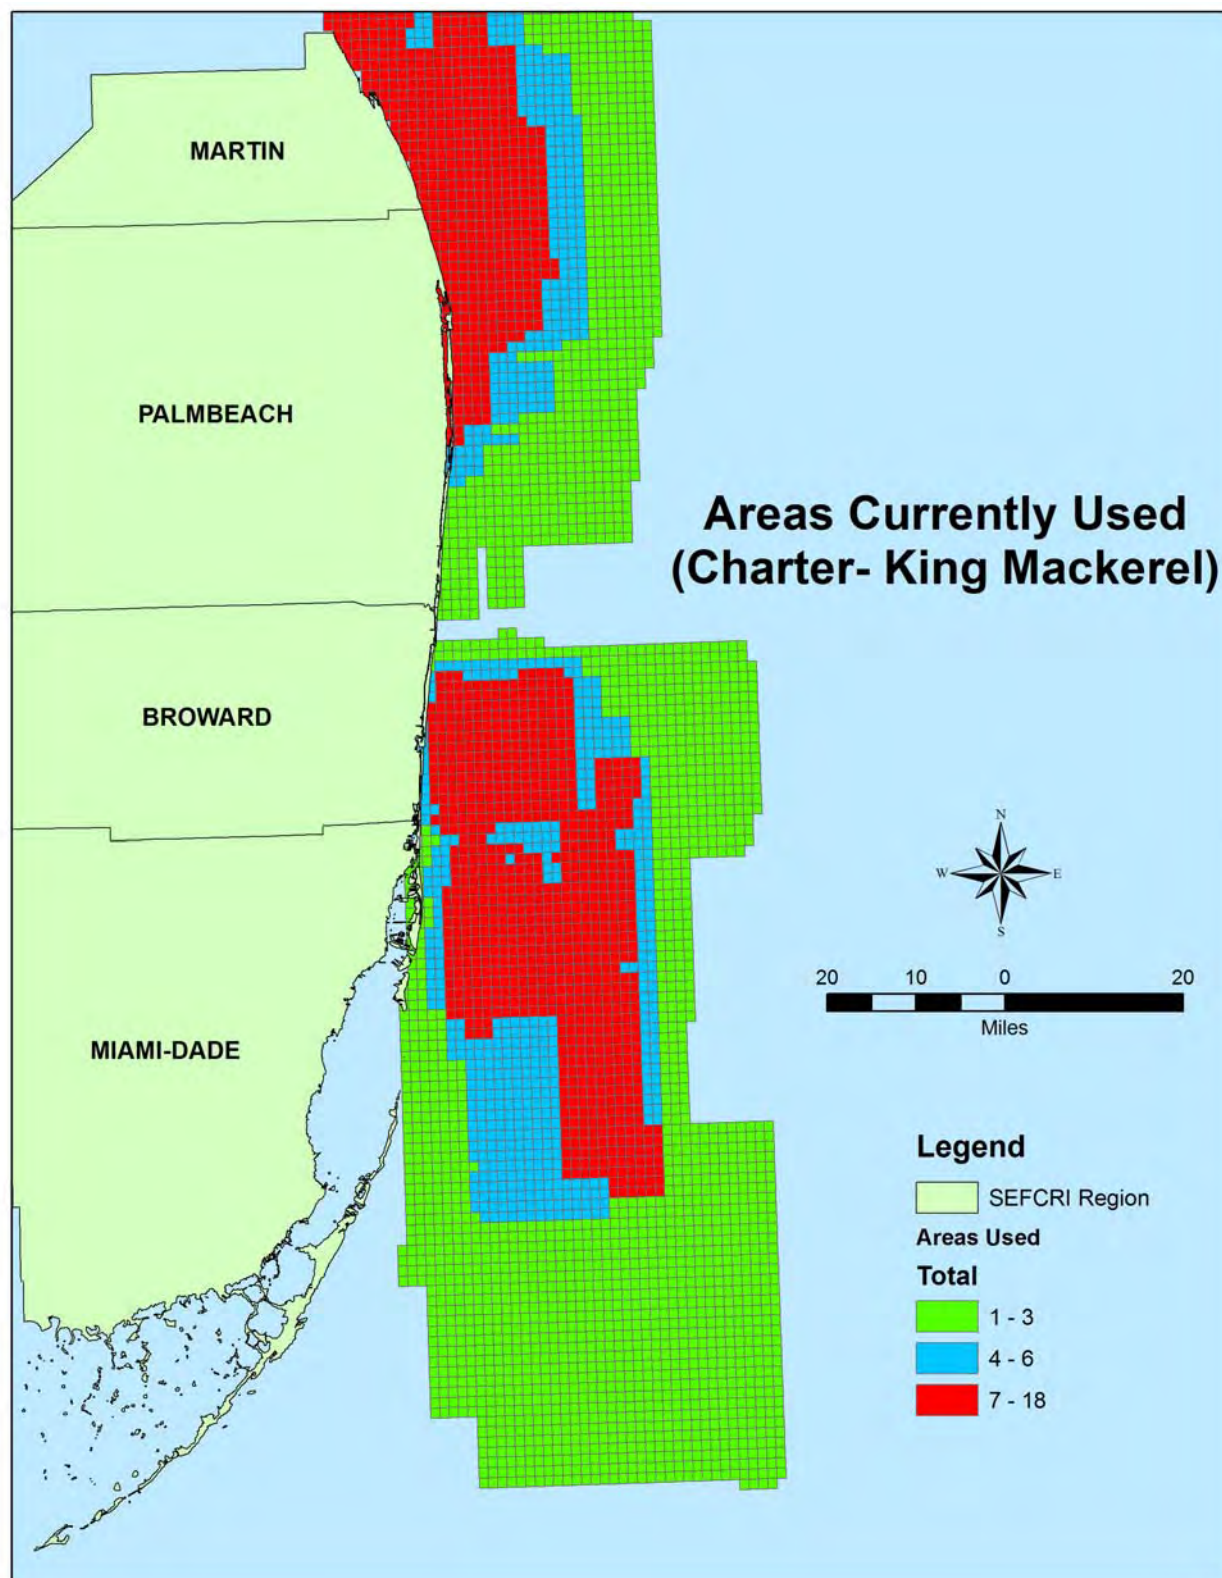 MARTIN
PALMBEACH
Areas Currently Used
(Charter- King Mackerel)
BROWARD
N
W E
S
20 10 0 20
Miles
MIAMI-DADE
Legend
SEFCRI Region
Areas Used
Total
1 - 3
4 - 6
7 - 18